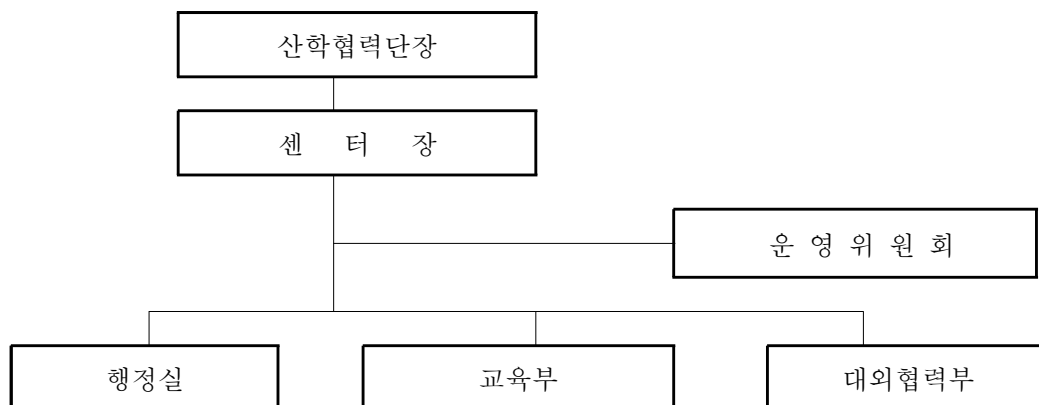 산학협력단장
센 터 장
운 영 위 원 회
행정실
교육부
대외협력부